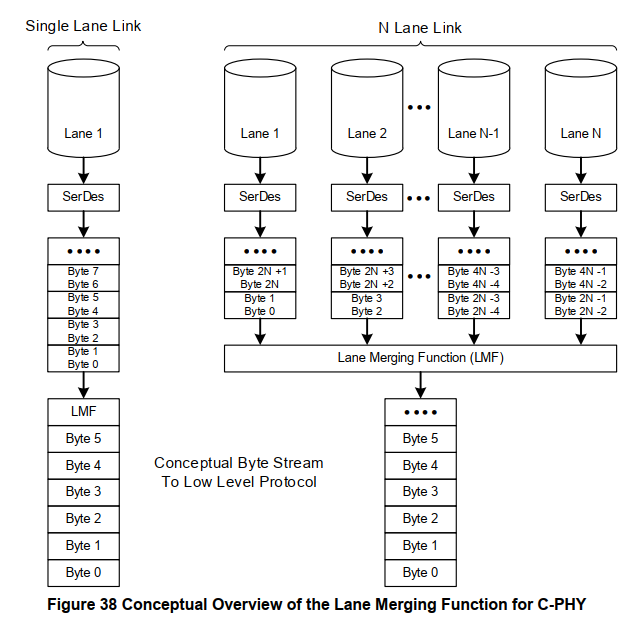 Single Lane Link
N Lane Link
Lane 1
Lane 1
Lane 2
Lane N-1
Lane N
SerDes
SerDes
SerDes
SerDes
SerDes
Byte 7
Byte 6
Byte 5
Byte 4
Byte 3
Byte 2
Byte 1
Byte 0
Byte 2N +1
Byte 2N
Byte 1
Byte 0
Byte 2N +3
Byte 2N +2
Byte 3
Byte 2
Byte 4N -3
Byte 4N -4
Byte 2N -3
Byte 2N -4
Byte 4N -1
Byte 4N -2
Byte 2N -1
Byte 2N -2
Lane Merging Function (LMF)
LMF
Byte 5
Byte 4
Byte 3
Byte 2
Byte 1
Byte 0
Conceptual Byte Stream
To Low Level Protocol
Byte 5
Byte 4
Byte 3
Byte 2
Byte 1
Byte 0
Figure 38 Conceptual Overview of the Lane Merging Function for C-PHY